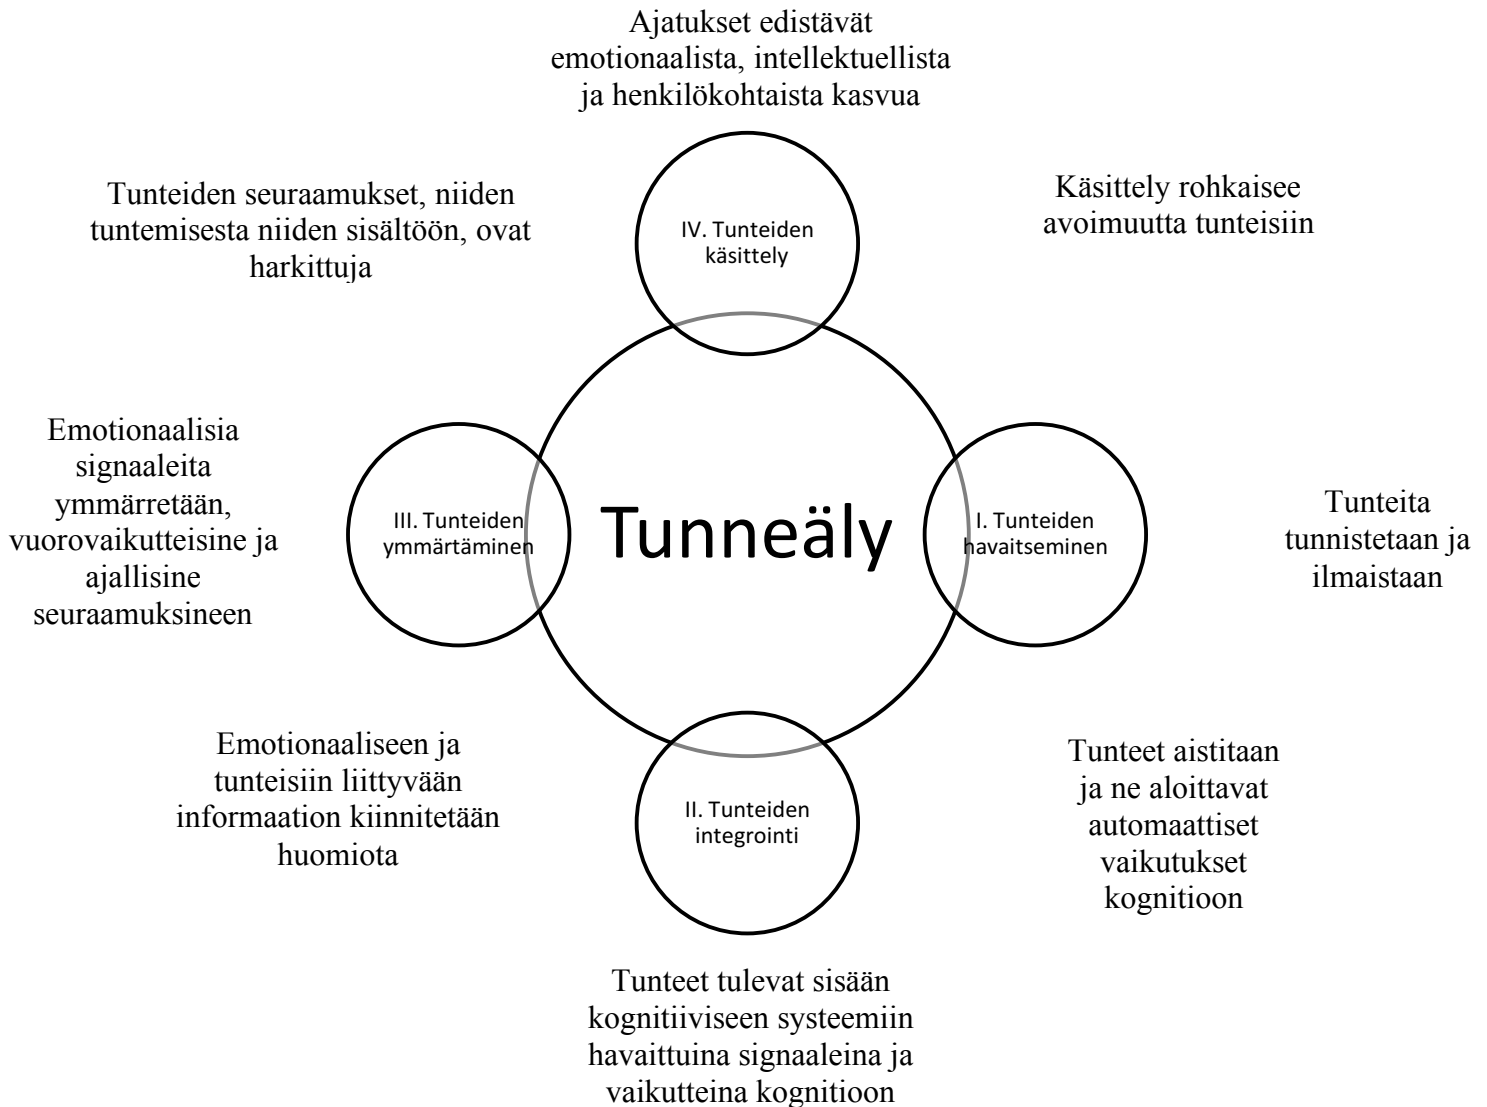 Ajatukset edistävät
emotionaalista, intellektuellista
ja henkilökohtaista kasvua
Tunteiden seuraamukset, niiden
tuntemisesta niiden sisältöön, ovat
harkittuja
IV. Tunteiden
käsittely
Käsittely rohkaisee
avoimuutta tunteisiin
Emotionaalisia
signaaleita
ymmärretään,
vuorovaikutteisine ja
ajallisine
seuraamuksineen
III. Tunteiden
ymmärtäminen
Tunneäly
I. Tunteiden
havaitseminen
Tunteita
tunnistetaan ja
ilmaistaan
Emotionaaliseen ja
tunteisiin liittyvään
informaation kiinnitetään
huomiota
II. Tunteiden
integrointi
Tunteet aistitaan
ja ne aloittavat
automaattiset
vaikutukset
kognitioon
Tunteet tulevat sisään
kognitiiviseen systeemiin
havaittuina signaaleina ja
vaikutteina kognitioon